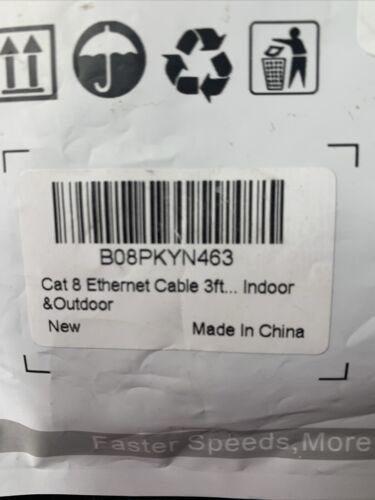 B08PKYN463
Cat 8 Ethernet Cable 3ft... Indoor
&Outdoor
New Made In China
Faster Speeds, More